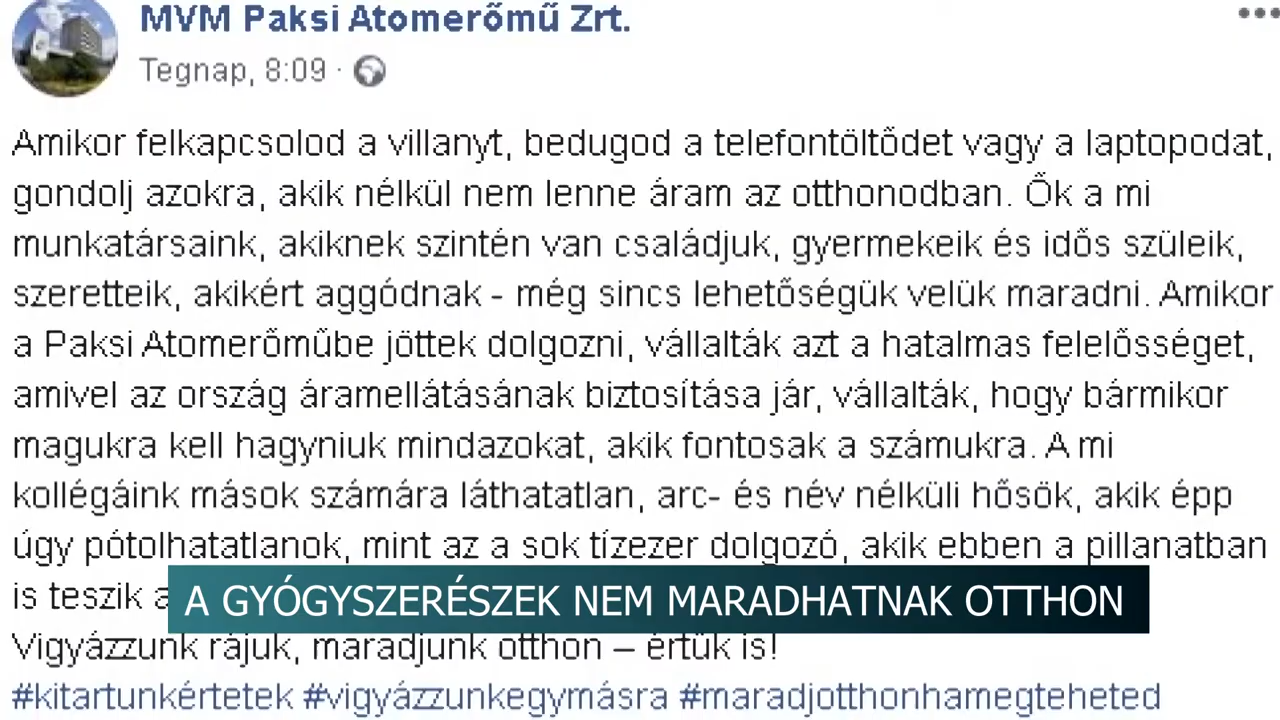 MVM Paksi Atomerőmű Zrt.
Tegnap, 8:09 ·
Amikor felkapcsolod a villanyt, bedugod a telefontöltődet vagy a laptopodat,
gondolj azokra, akik nélkül nem lenne áram az otthonodban. Ők a mi
munkatársaink, akiknek szintén van családjuk, gyermekeik és idős szüleik,
szeretteik, akikért aggódnak - még sincs lehetőségük velük maradni. Amikor
a Paksi Atomerőműbe jöttek dolgozni, vállalták azt a hatalmas felelősséget,
amivel az ország áramellátásának biztosítása jár, vállalták, hogy bármikor
magukra kell hagyniuk mindazokat, akik fontosak a számukra. A mi
kollégáink mások számára láthatatlan, arc- és név nélküli hősök, akik épp
úgy pótolhatatlanok, mint az a sok tízezer dolgozó, akik ebben a pillanatban
is teszik a
A GYÓGYSZERÉSZEK NEM MARADHATNAK OTTHON
Vigyázzunk rájuk, maradjunk otthon – értük is!
#kitartunkértetek #vigyázzunkegymásra #maradjotthonhamegteheted